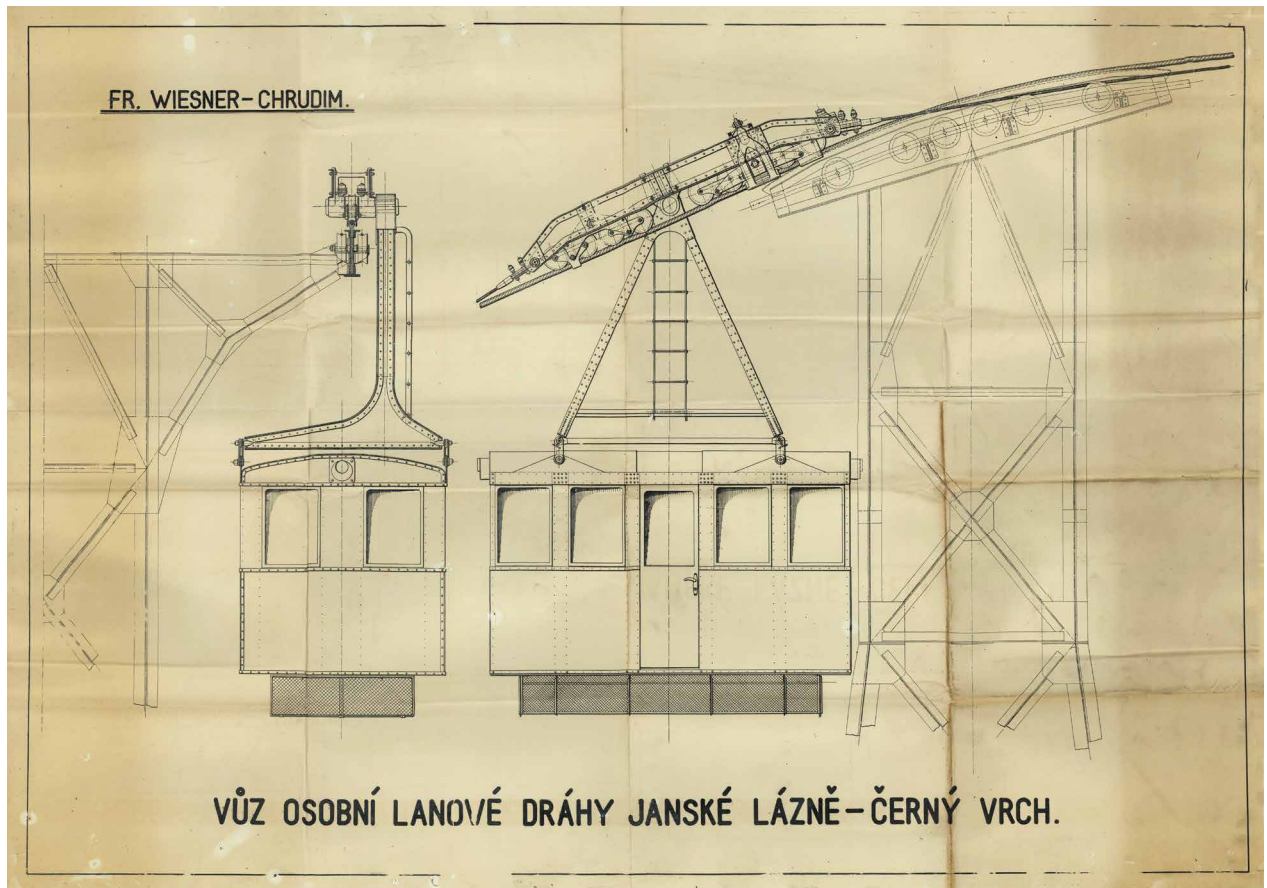 FR. WIESNER-CHRUDIM.
VŮZ OSOBNÍ LANOVÉ DRÁHY JANSKÉ LÁZNĚ-ČERNÝ VRCH.